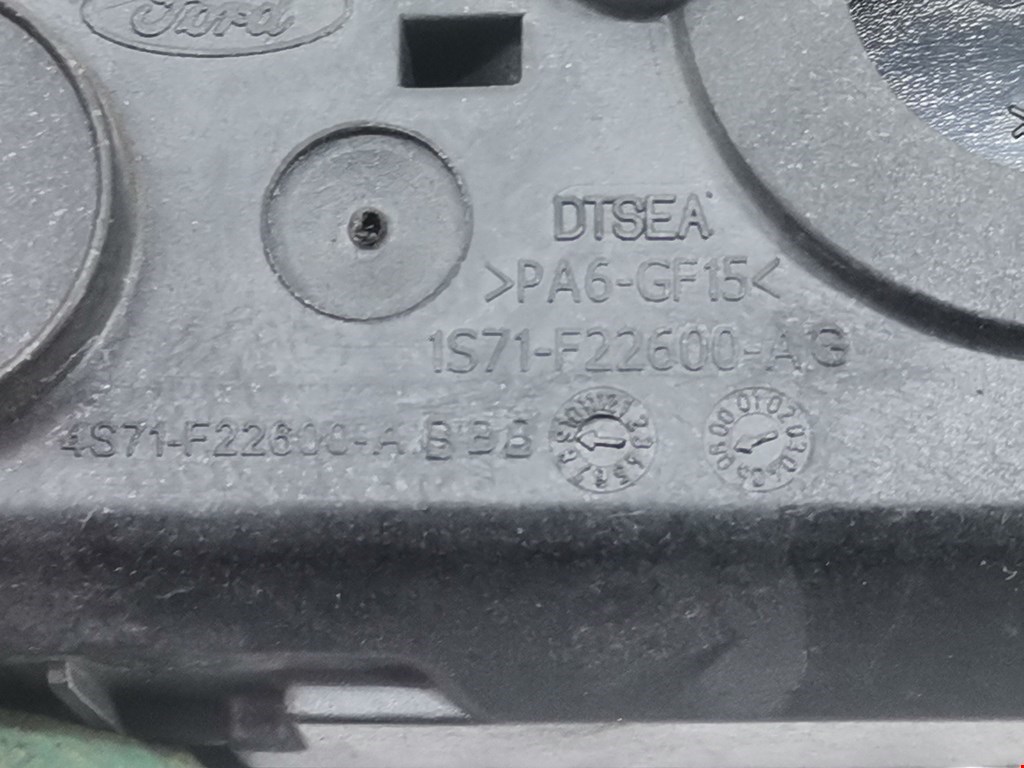 Ford
DTSEA
>PA6-GF15<
1S71-F22600-AG
4S71-F22600-A BBB